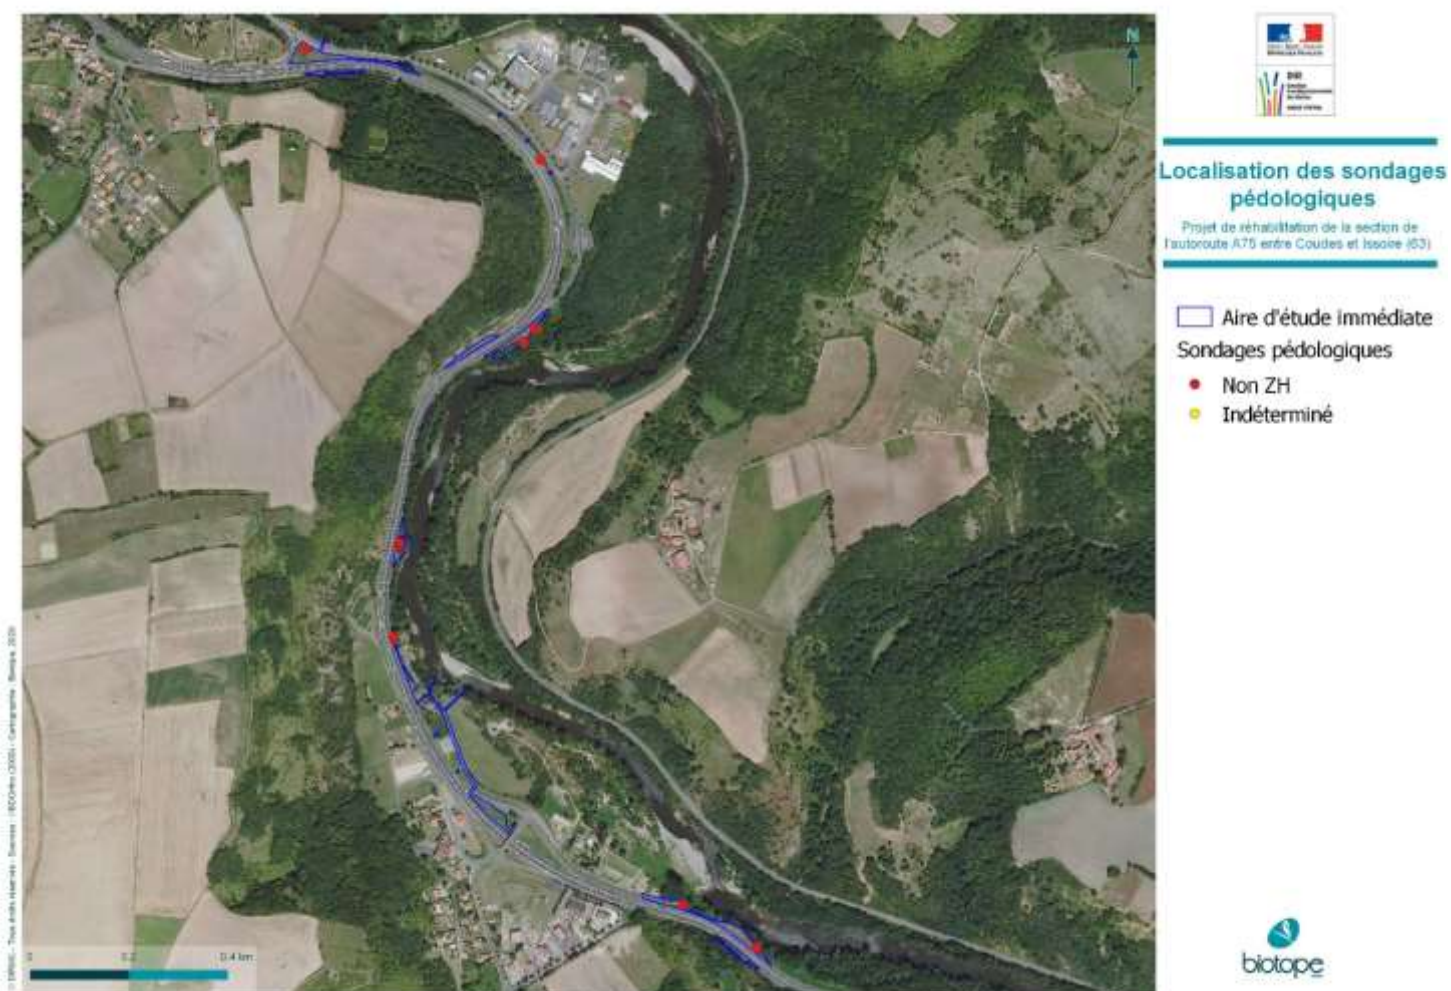 N
Localisation des sondages
pédologiques
Projet de réhabilitation de la section de
l'autoroute A75 entre Coudes et Issoire (63)
Aire d'étude immédiate
Sondages pédologiques
Non ZH
Indéterminé
0 0.2 0.4 km
biotope